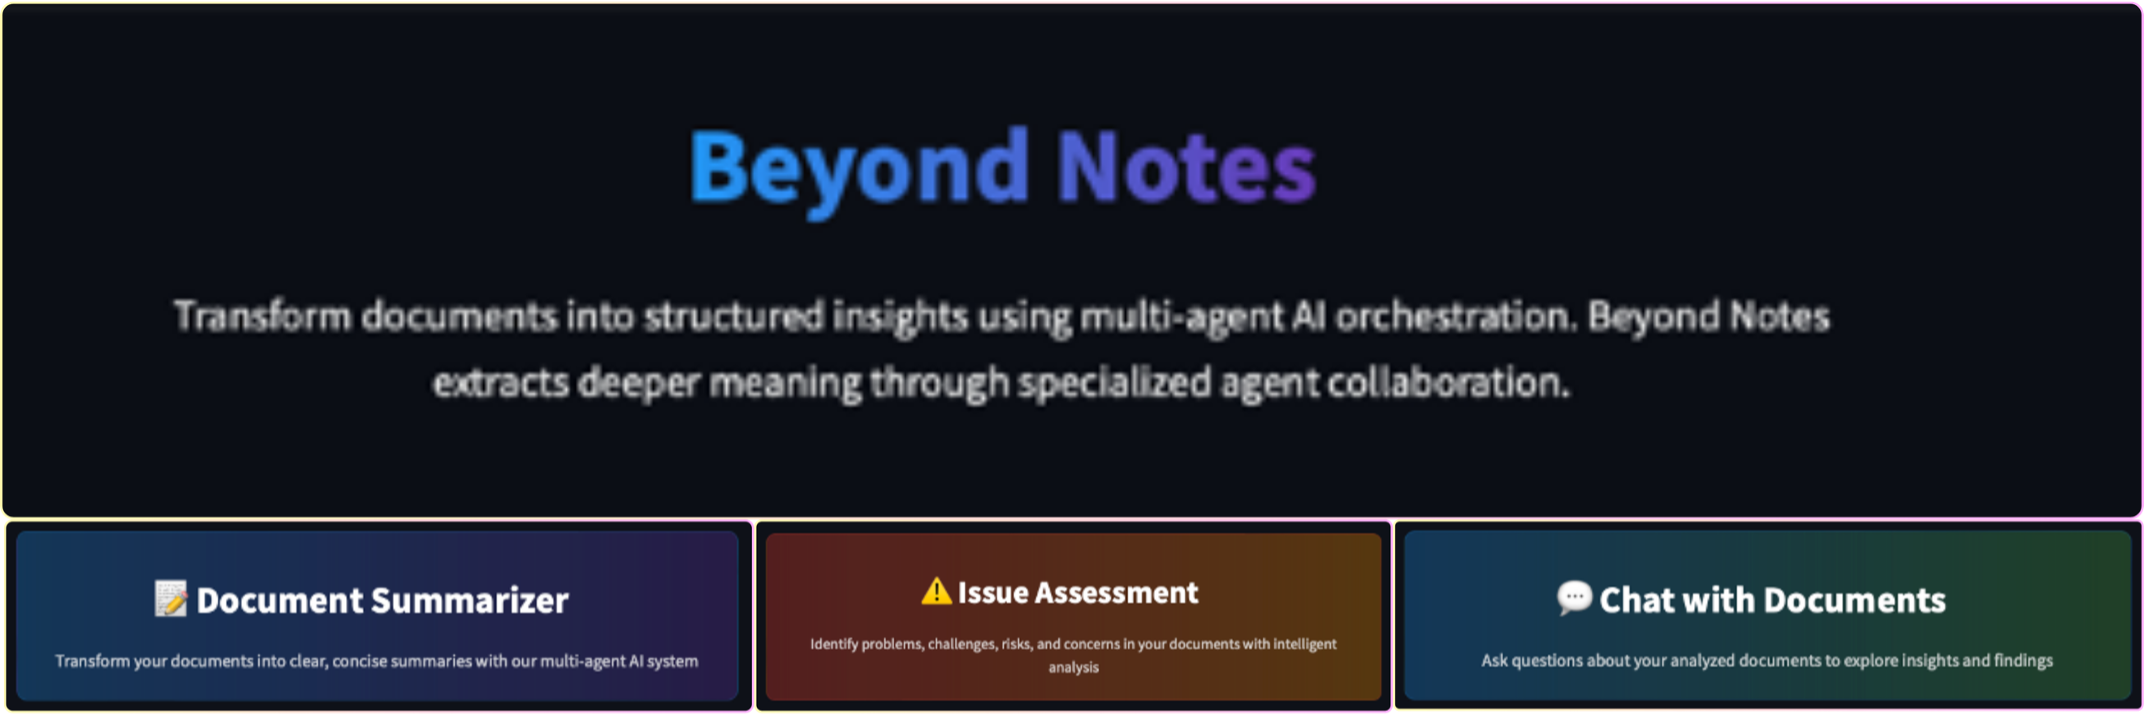 Beyond Notes
Transform documents into structured insights using multi-agent AI orchestration. Beyond Notes
extracts deeper meaning through specialized agent collaboration.
📝 Document Summarizer
Transform your documents into clear, concise summaries with our multi-agent AI system
⚠️ Issue Assessment
Identify problems, challenges, risks, and concerns in your documents with intelligent
analysis
💬 Chat with Documents
Ask questions about your analyzed documents to explore insights and findings